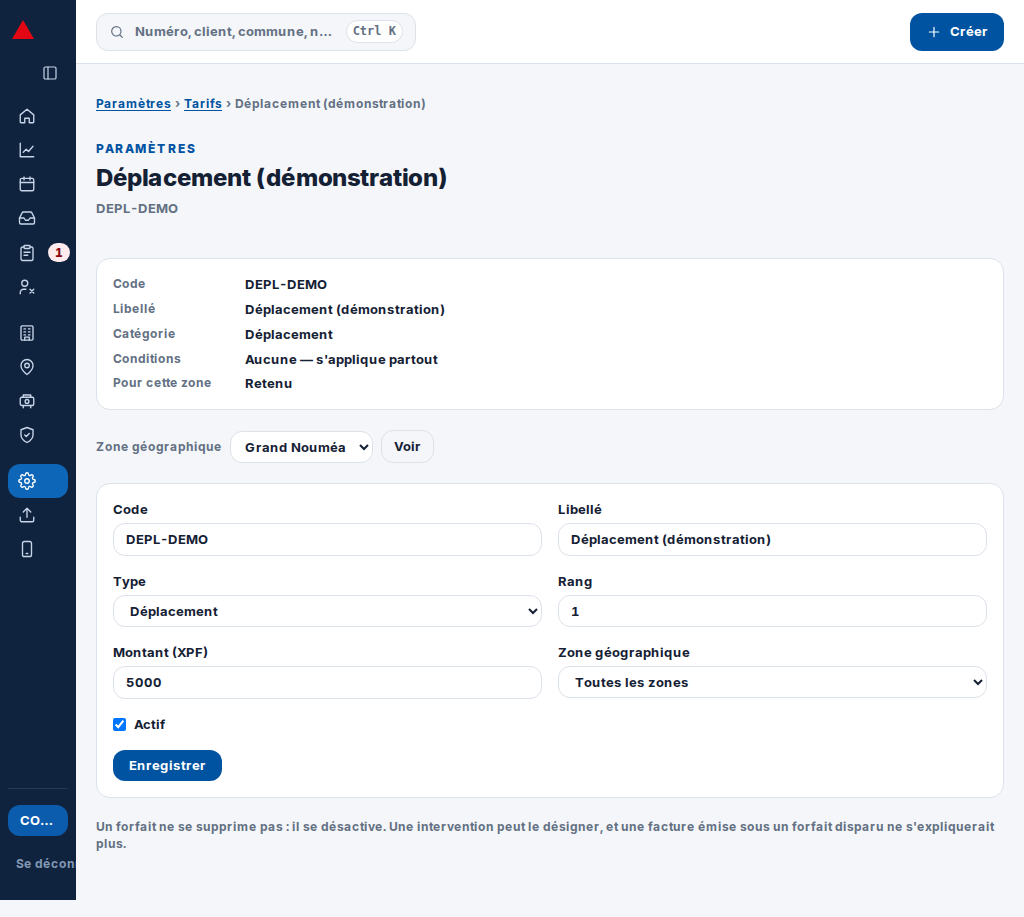 Numéro, client, commune, n… Ctrl K
Créer
Paramètres › Tarifs › Déplacement (démonstration)
PARAMÈTRES
Déplacement (démonstration)
DEPL-DEMO
1
Code DEPL-DEMO
Libellé Déplacement (démonstration)
Catégorie Déplacement
Conditions Aucune — s'applique partout
Pour cette zone Retenu
Zone géographique Grand Nouméa Voir
Code Libellé
DEPL-DEMO Déplacement (démonstration)
Type Rang
Déplacement 1
Montant (XPF) Zone géographique
5000 Toutes les zones
Actif
Enregistrer
CO…
Un forfait ne se supprime pas : il se désactive. Une intervention peut le désigner, et une facture émise sous un forfait disparu ne s'expliquerait
plus.
Se décon